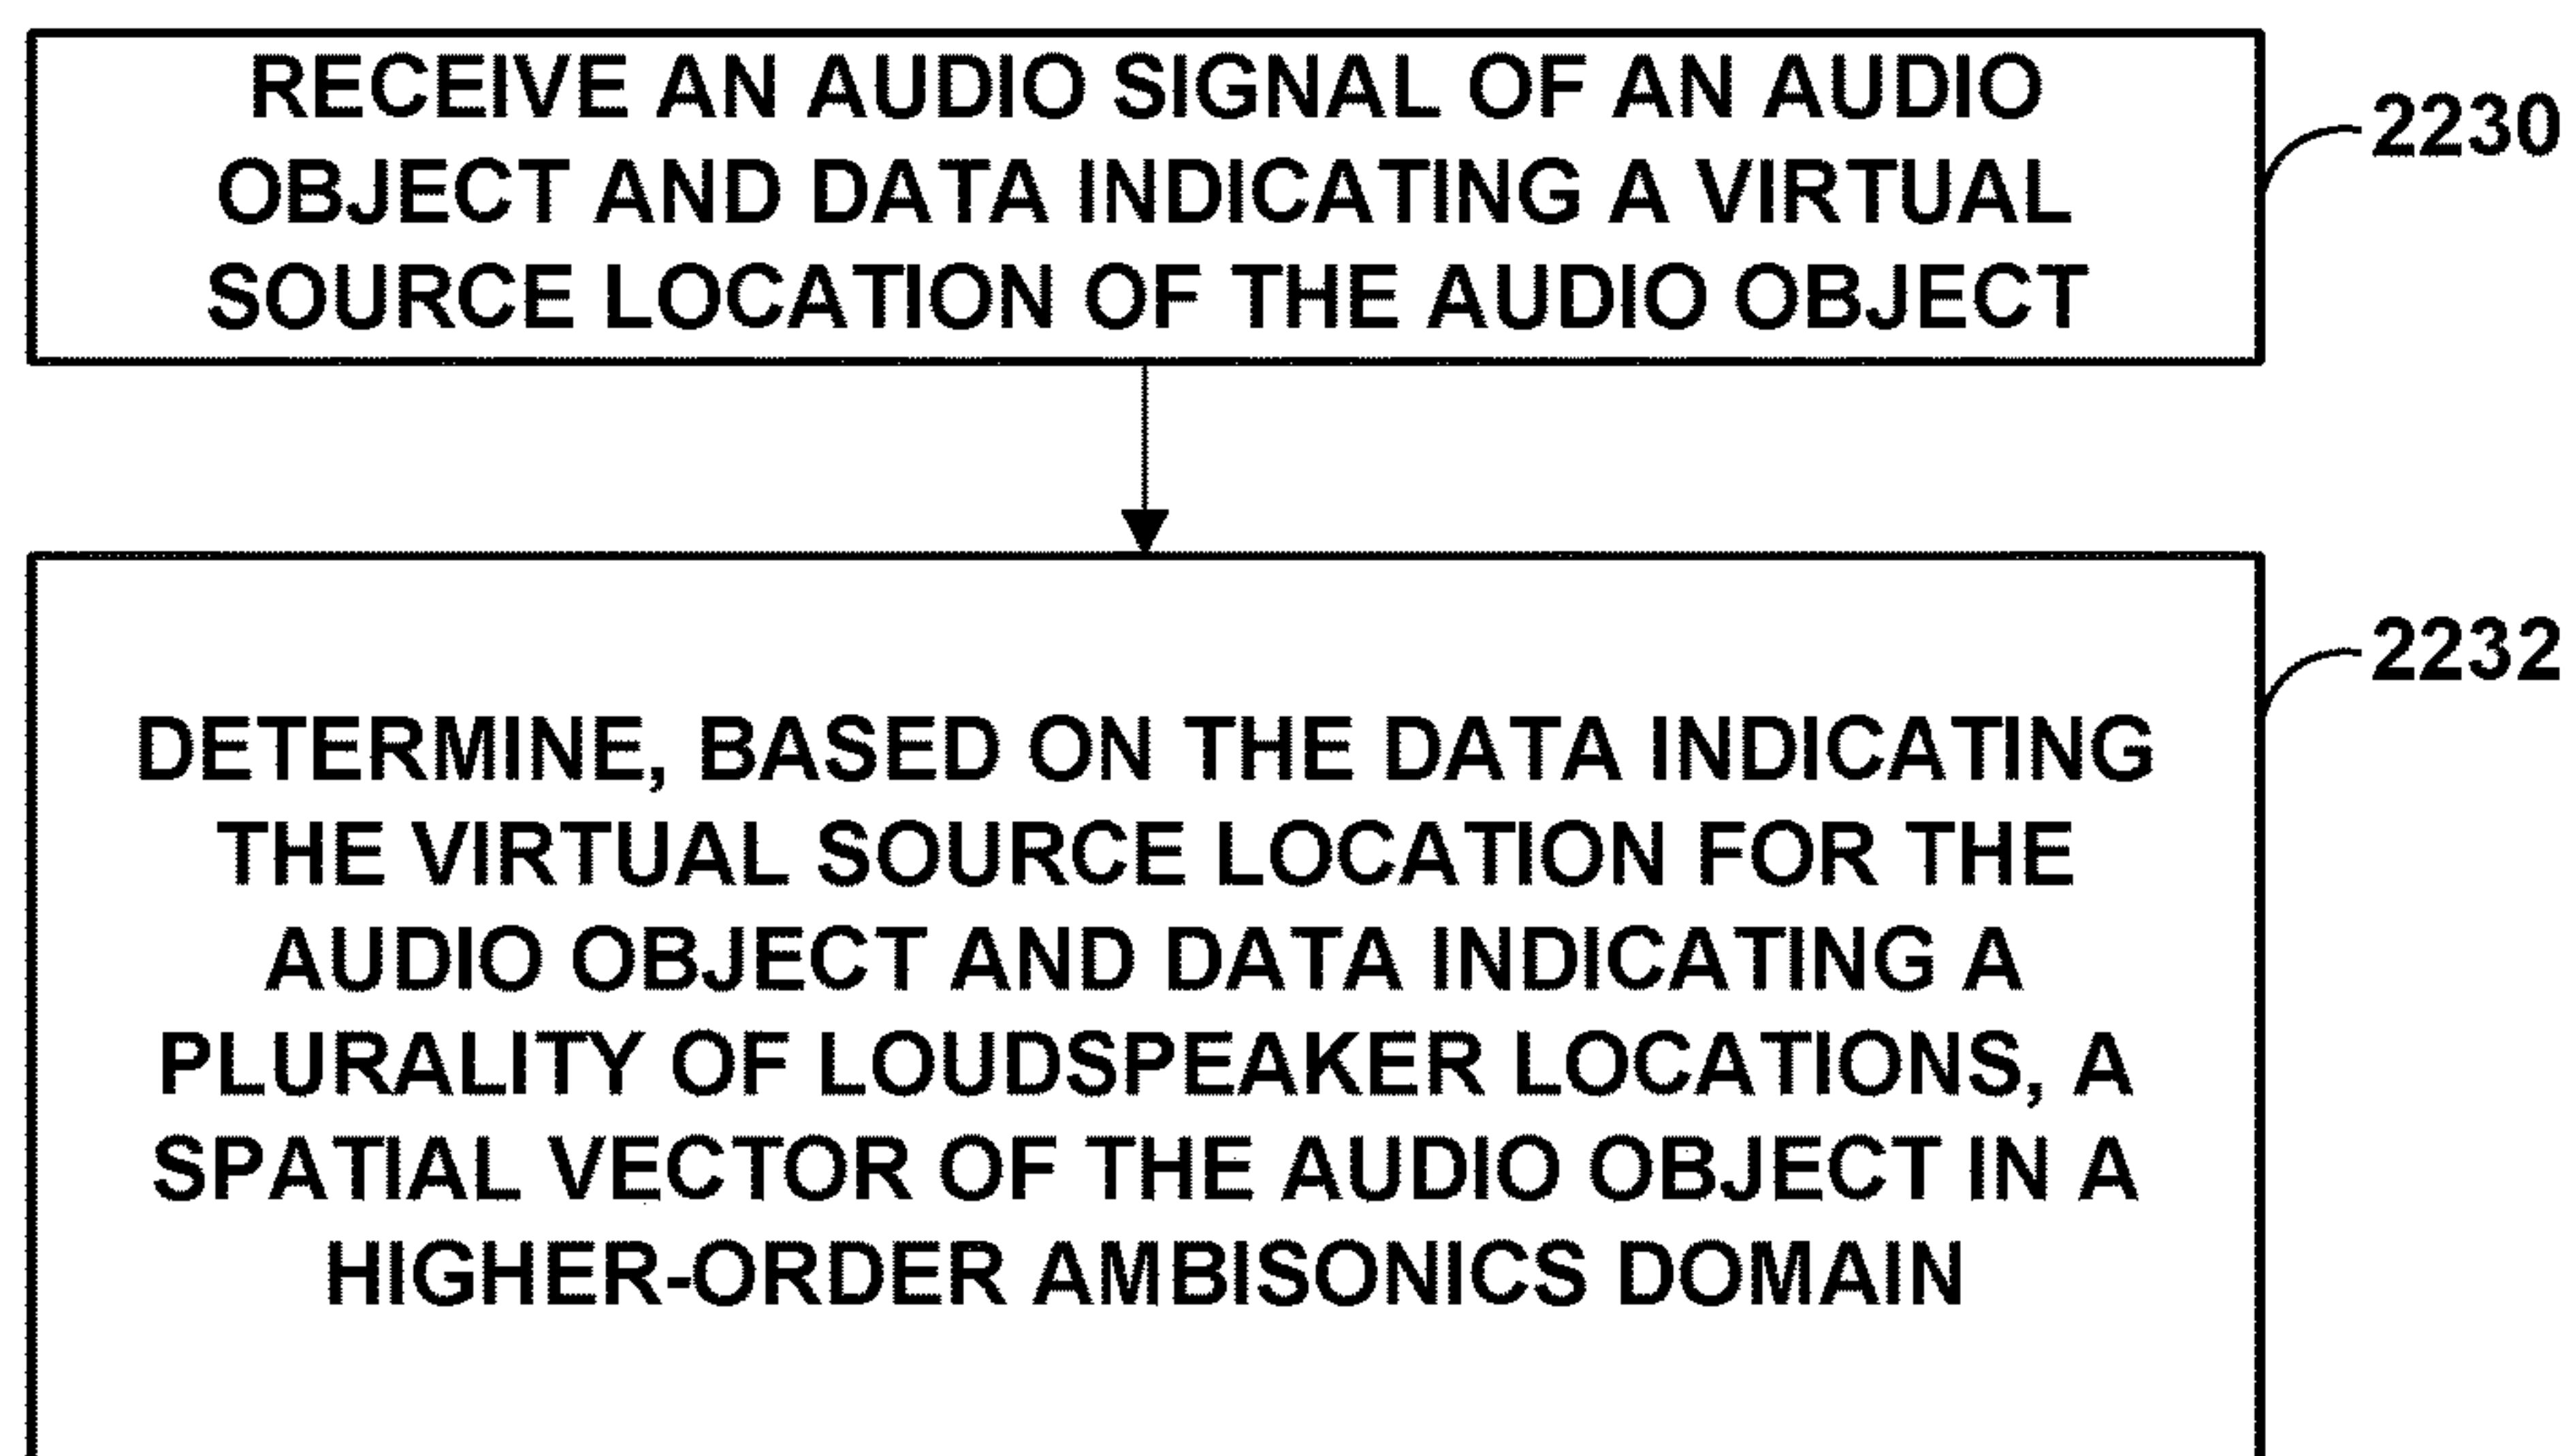 RECEIVE AN AUDIO SIGNAL OF AN AUDIO
OBJECT AND DATA INDICATING A VIRTUAL
SOURCE LOCATION OF THE AUDIO OBJECT
2230
2232
DETERMINE, BASED ON THE DATA INDICATING
THE VIRTUAL SOURCE LOCATION FOR THE
AUDIO OBJECT AND DATA INDICATING A
PLURALITY OF LOUDSPEAKER LOCATIONS, A
SPATIAL VECTOR OF THE AUDIO OBJECT IN A
HIGHER-ORDER AMBISONICS DOMAIN